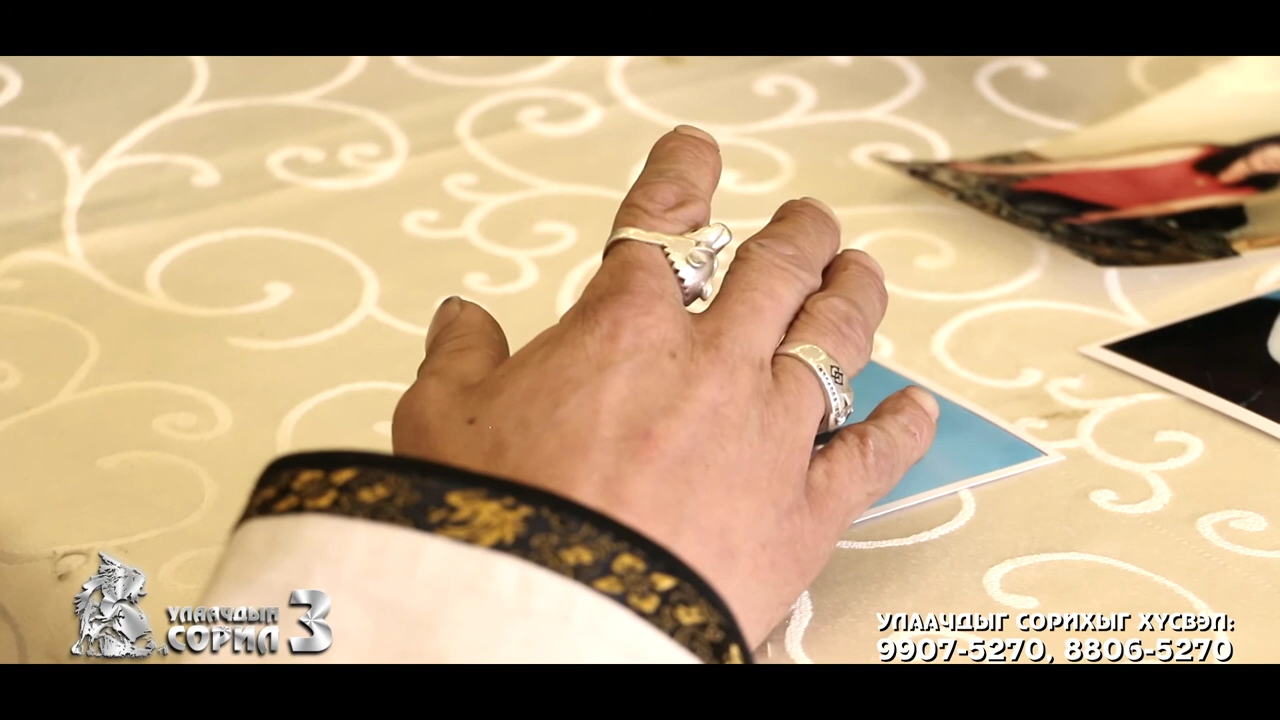 УЛААЧДЫН
СОРИЛ 3
УЛААЧДЫГ СОРИХЫГ ХҮСВЭЛ:
9907-5270, 8806-5270